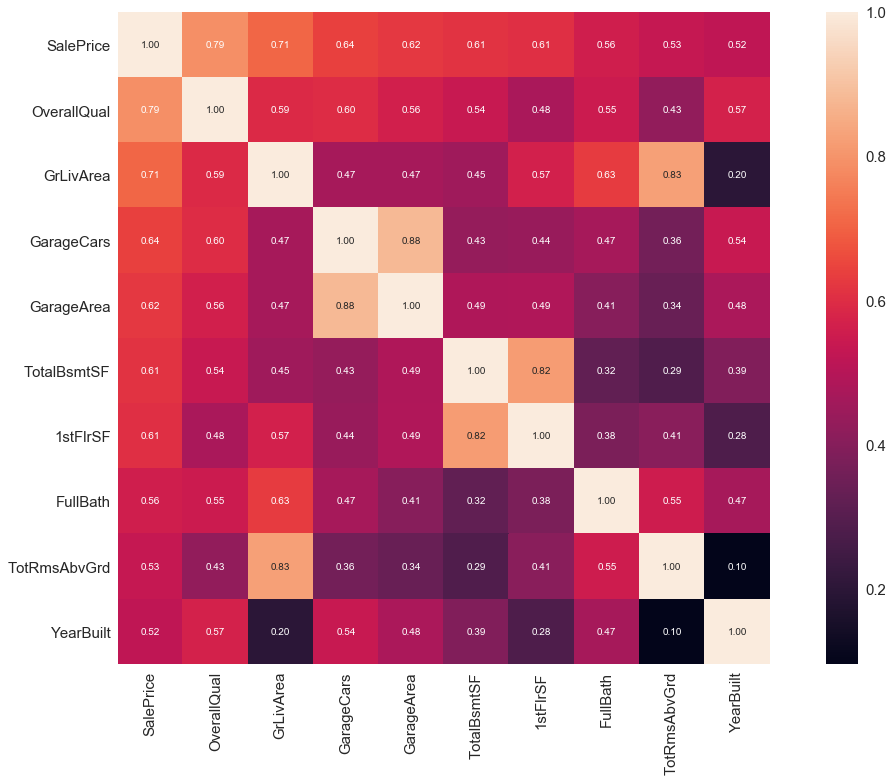 SalePrice 1.00 0.79 0.71 0.64 0.62 0.61 0.61 0.56 0.53 0.52
OverallQual 0.79 1.00 0.59 0.60 0.56 0.54 0.48 0.55 0.43 0.57
GrLivArea 0.71 0.59 1.00 0.47 0.47 0.45 0.57 0.63 0.83 0.20
GarageCars 0.64 0.60 0.47 1.00 0.88 0.43 0.44 0.47 0.36 0.54
GarageArea 0.62 0.56 0.47 0.88 1.00 0.49 0.49 0.41 0.34 0.48
TotalBsmtSF 0.61 0.54 0.45 0.43 0.49 1.00 0.82 0.32 0.29 0.39
1stFlrSF 0.61 0.48 0.57 0.44 0.49 0.82 1.00 0.38 0.41 0.28
FullBath 0.56 0.55 0.63 0.47 0.41 0.32 0.38 1.00 0.55 0.47
TotRmsAbvGrd 0.53 0.43 0.83 0.36 0.34 0.29 0.41 0.55 1.00 0.10
YearBuilt 0.52 0.57 0.20 0.54 0.48 0.39 0.28 0.47 0.10 1.00
SalePrice
OverallQual
GrLivArea
GarageCars
GarageArea
TotalBsmtSF
1stFlrSF
FullBath
TotRmsAbvGrd
YearBuilt
1.0
0.8
0.6
0.4
0.2